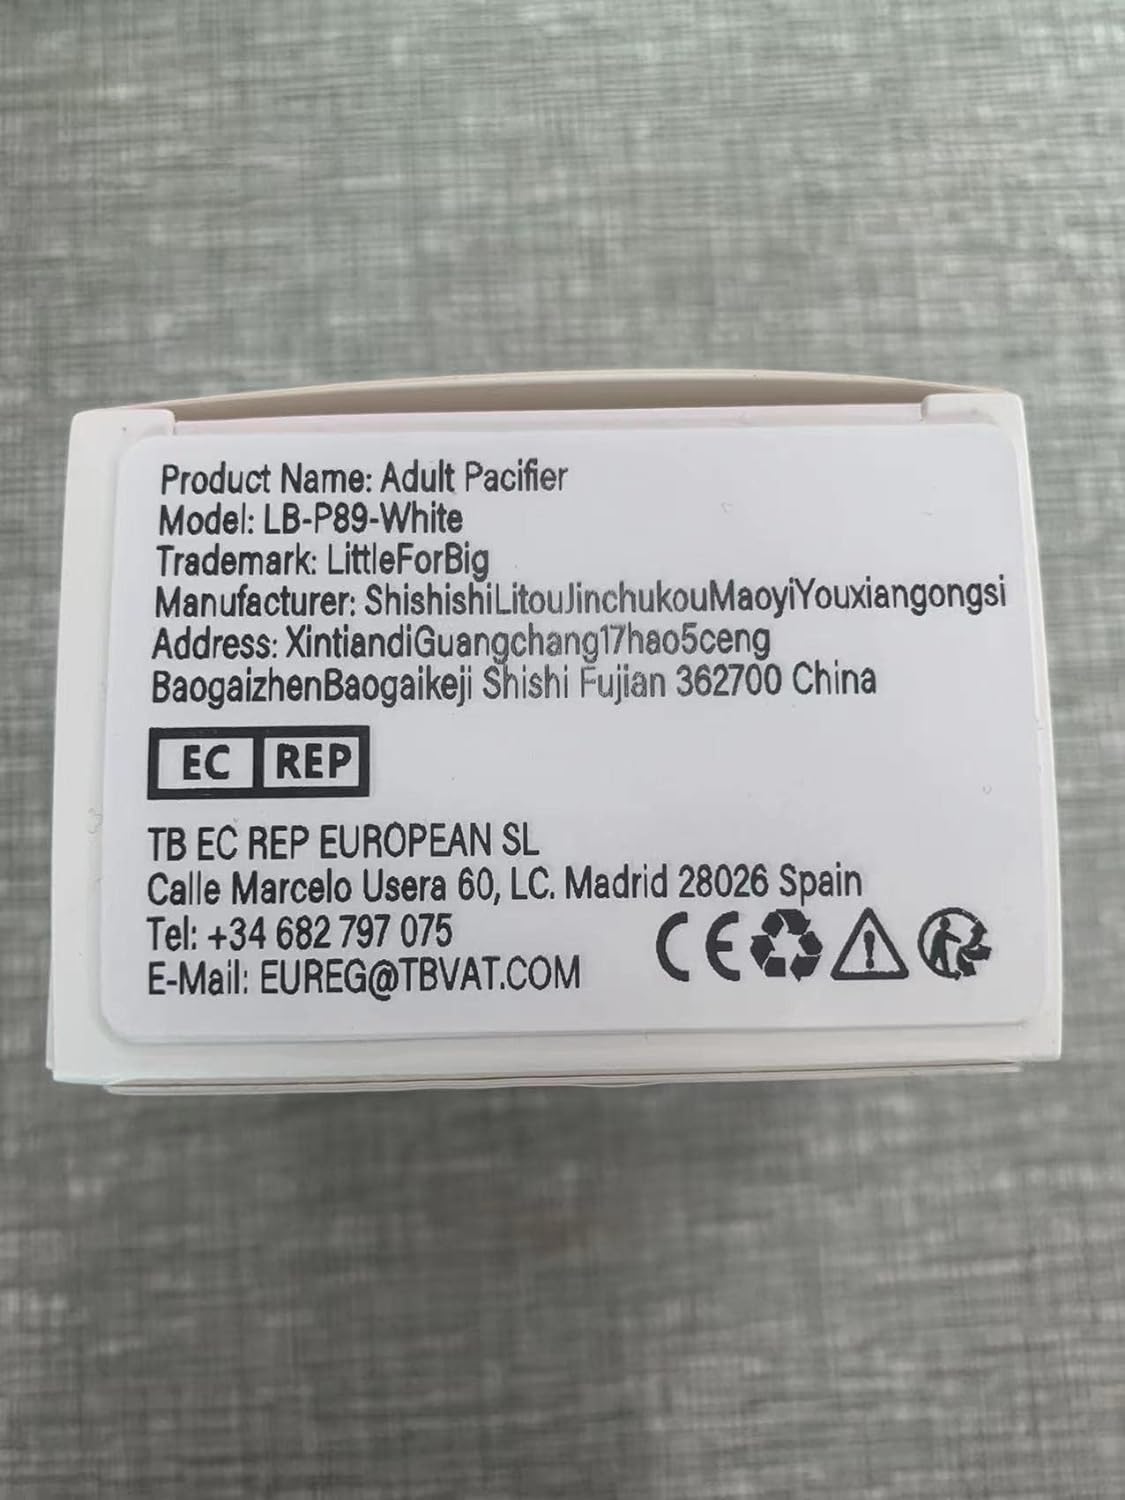 Product Name: Adult Pacifier
Model: LB-P89-White
Trademark: LittleForBig
Manufacturer: ShishishiLitouJinchukouMaoyiYouxiangongsi
Address: XintiandiGuangchang17hao5ceng
BaogaizhenBaogaikeji Shishi Fujian 362700 China
EC REP
TB EC REP EUROPEAN SL
Calle Marcelo Usera 60, LC. Madrid 28026 Spain
Tel: +34 682 797 075
E-Mail: EUREG@TBVAT.COM
CE